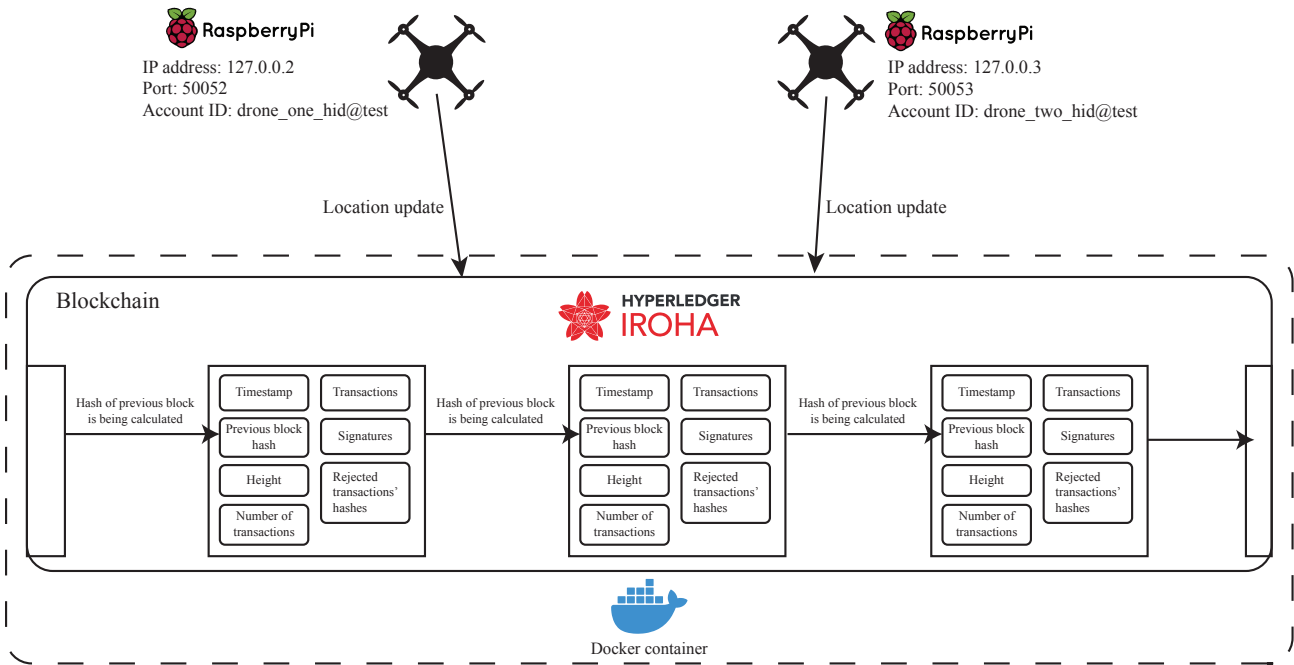 RaspberryPi
IP address: 127.0.0.2
Port: 50052
Account ID: drone_one_hid@test
RaspberryPi
IP address: 127.0.0.3
Port: 50053
Account ID: drone_two_hid@test
Location update
Location update
Blockchain
HYPERLEDGER
IROHA
Hash of previous block
is being calculated
Timestamp
Previous block
hash
Height
Number of
transactions
Transactions
Signatures
Rejected
transactions’
hashes
Hash of previous block
is being calculated
Timestamp
Previous block
hash
Height
Number of
transactions
Transactions
Signatures
Rejected
transactions’
hashes
Hash of previous block
is being calculated
Timestamp
Previous block
hash
Height
Number of
transactions
Transactions
Signatures
Rejected
transactions’
hashes
Docker container